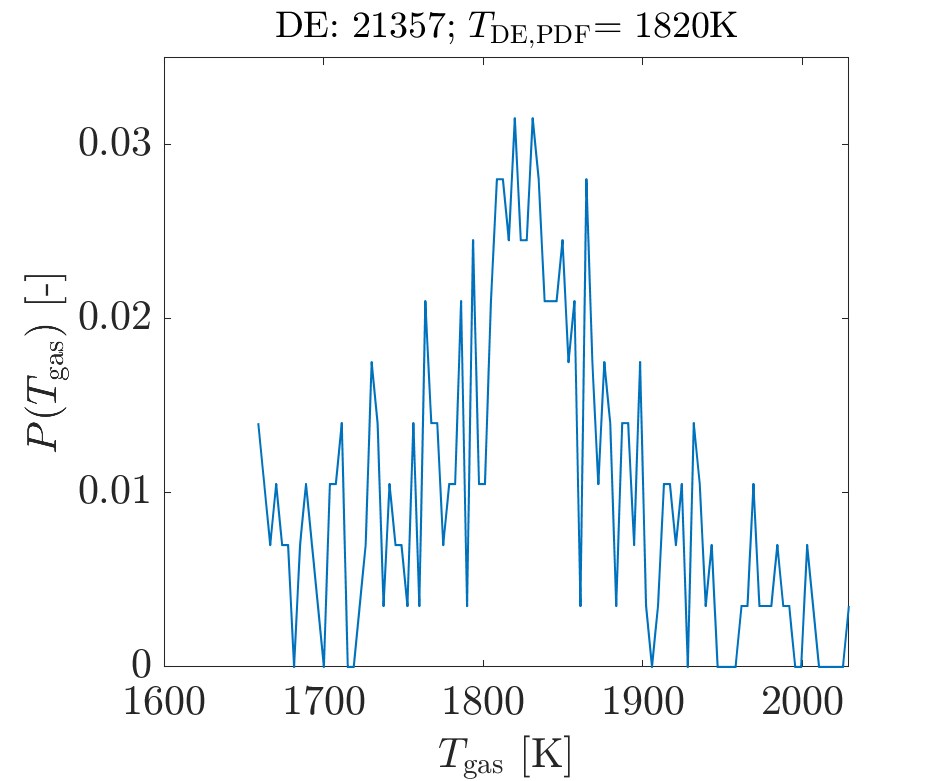 DE: 21357; T_DE,PDF= 1820K
0.03
0.02
0.01
0
P(T_gas) [-]
1600 1700 1800 1900 2000
T_gas [K]